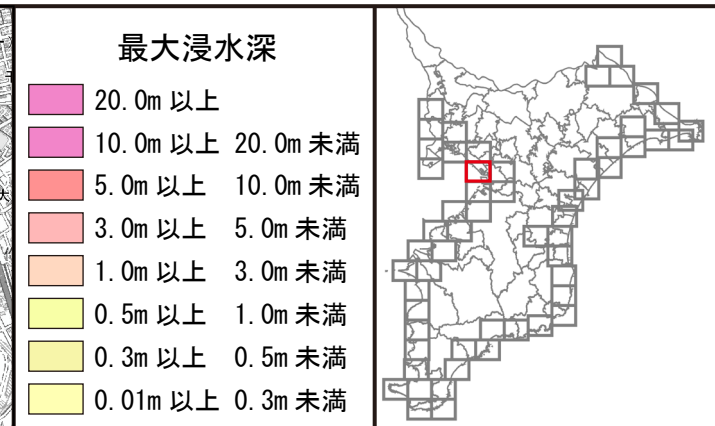 最大浸水深
20.0m 以上
10.0m 以上 20.0m 未満
5.0m 以上 10.0m 未満
3.0m 以上 5.0m 未満
1.0m 以上 3.0m 未満
0.5m 以上 1.0m 未満
0.3m 以上 0.5m 未満
0.01m 以上 0.3m 未満